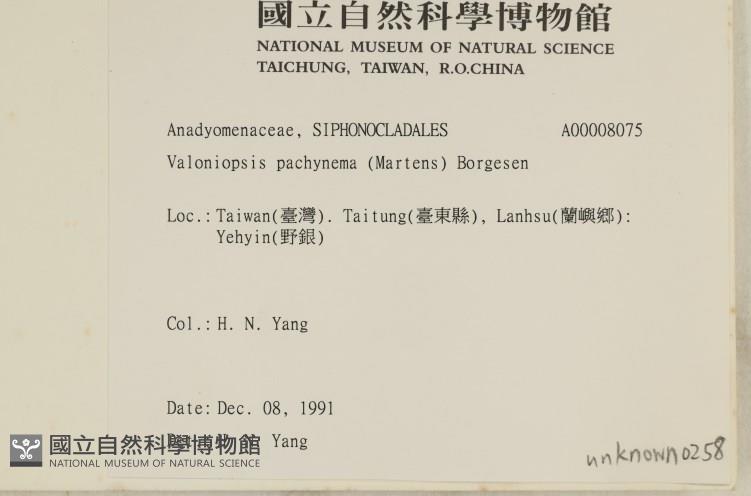 國立自然科學博物館
NATIONAL MUSEUM OF NATURAL SCIENCE
TAICHUNG, TAIWAN, R.O.CHINA
Anadyomenaceae, SIPHONOCLADALES A00008075
Valoniopsis pachynema (Martens) Borgesen
Loc.: Taiwan(臺灣). Taitung(臺東縣), Lanhsu(蘭嶼鄉):
Yehyin(野銀)
Col.: H. N. Yang
Date: Dec. 08, 1991
Yang
國立自然科學博物館
NATIONAL MUSEUM OF NATURAL SCIENCE
unknown0258